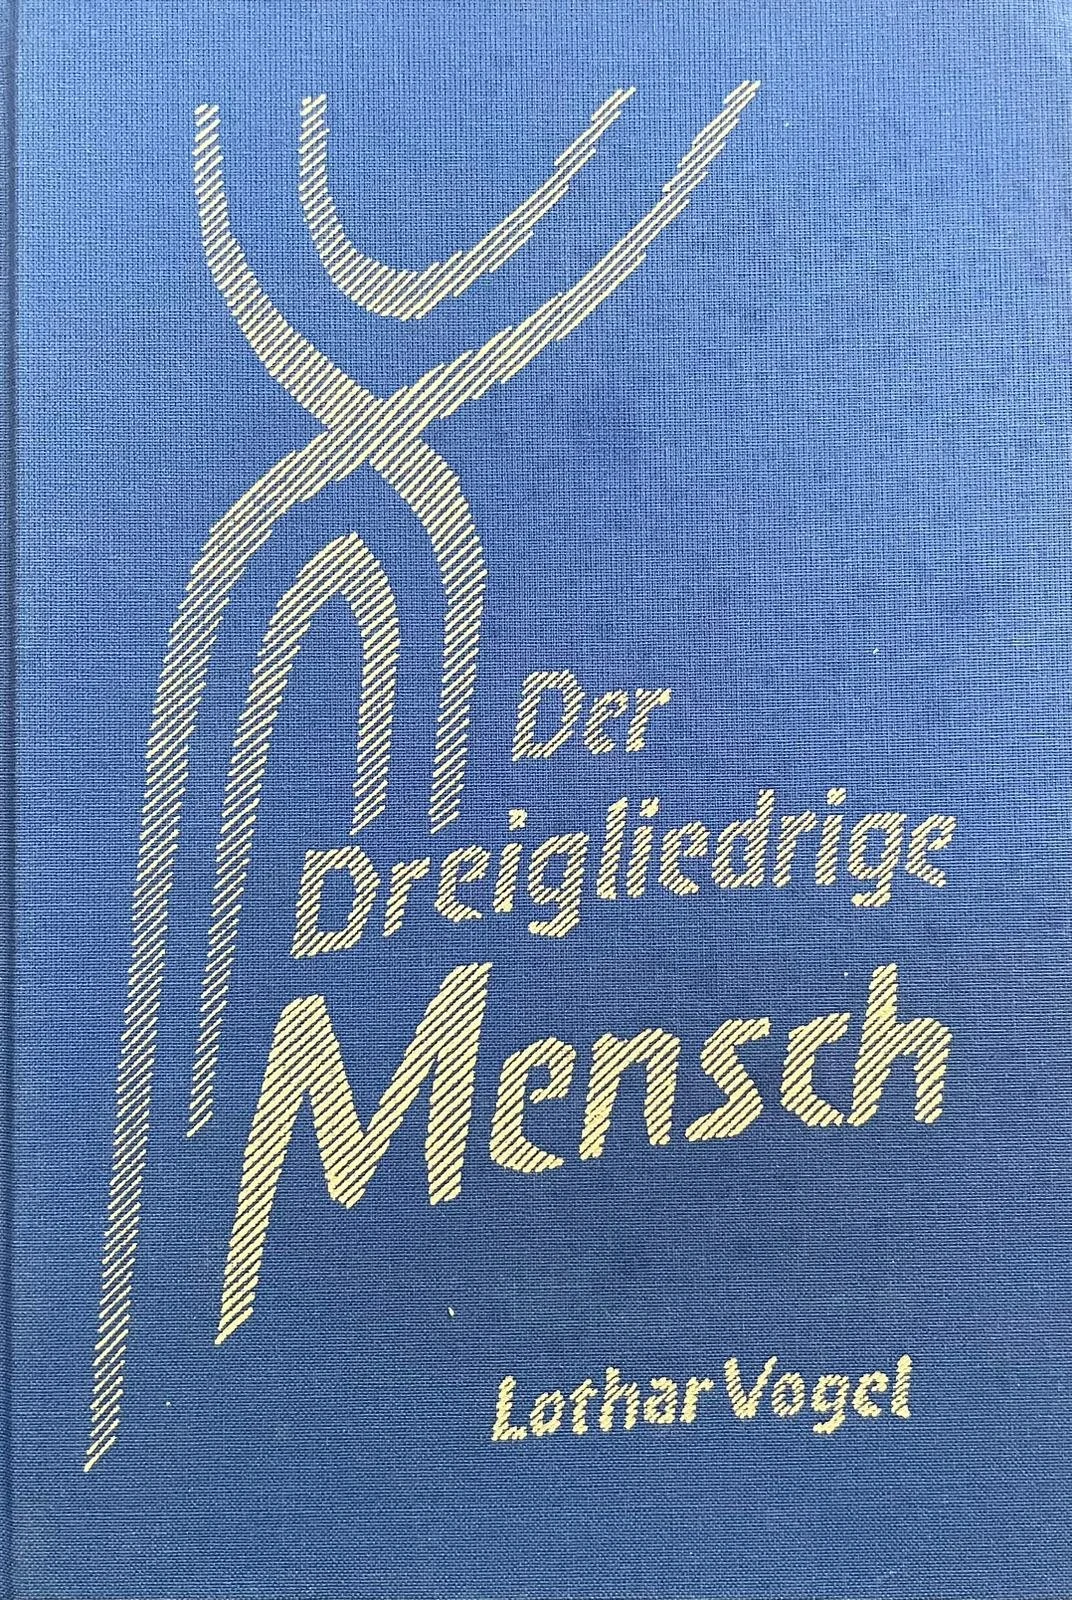 Der
Dreigliedrige
Mensch
Lothar Vogel